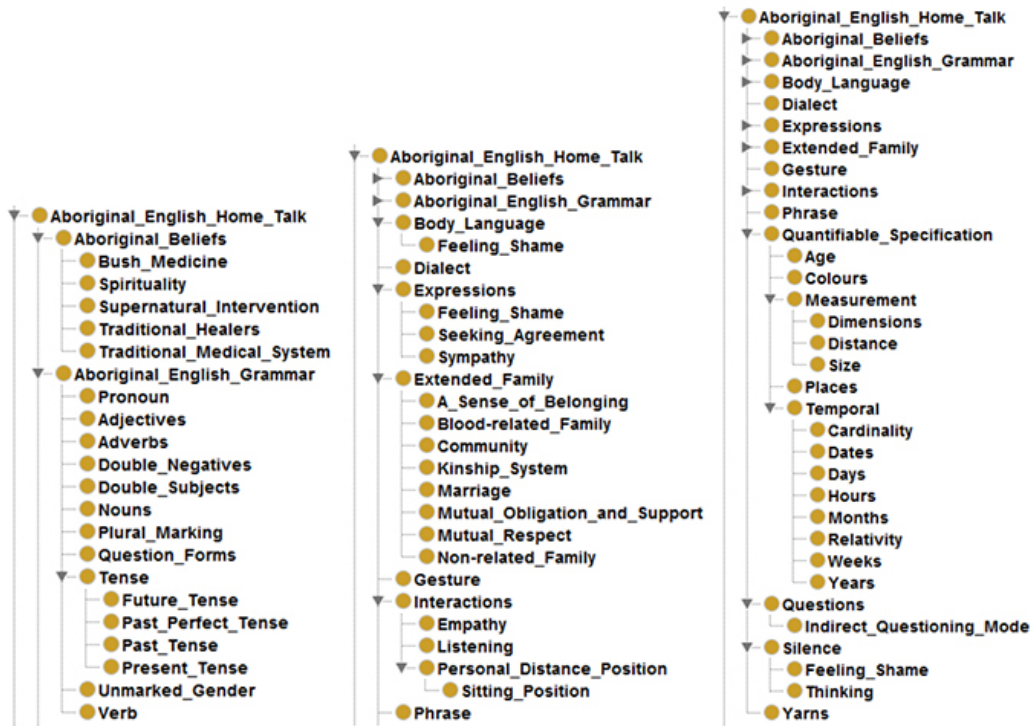 Aboriginal_English_Home_Talk
Aboriginal_Beliefs
Bush_Medicine
Spirituality
Supernatural_Intervention
Traditional_Healers
Traditional_Medical_System
Aboriginal_English_Grammar
Pronoun
Adjectives
Adverbs
Double_Negatives
Double_Subjects
Nouns
Plural_Marking
Question_Forms
Tense
Future_Tense
Past_Perfect_Tense
Past_Tense
Present_Tense
Unmarked_Gender
Verb
Aboriginal_English_Home_Talk
Aboriginal_Beliefs
Aboriginal_English_Grammar
Body_Language
Feeling_Shame
Dialect
Expressions
Feeling_Shame
Seeking_Agreement
Sympathy
Extended_Family
A_Sense_of_Belonging
Blood-related_Family
Community
Kinship_System
Marriage
Mutual_Obligation_and_Support
Mutual_Respect
Non-related_Family
Gesture
Interactions
Empathy
Listening
Personal_Distance_Position
Sitting_Position
Phrase
Aboriginal_English_Home_Talk
Aboriginal_Beliefs
Aboriginal_English_Grammar
Body_Language
Dialect
Expressions
Extended_Family
Gesture
Interactions
Phrase
Quantifiable_Specification
Age
Colours
Measurement
Dimensions
Distance
Size
Places
Temporal
Cardinality
Dates
Days
Hours
Months
Relativity
Weeks
Years
Questions
Indirect_Questioning_Mode
Silence
Feeling_Shame
Thinking
Yarns